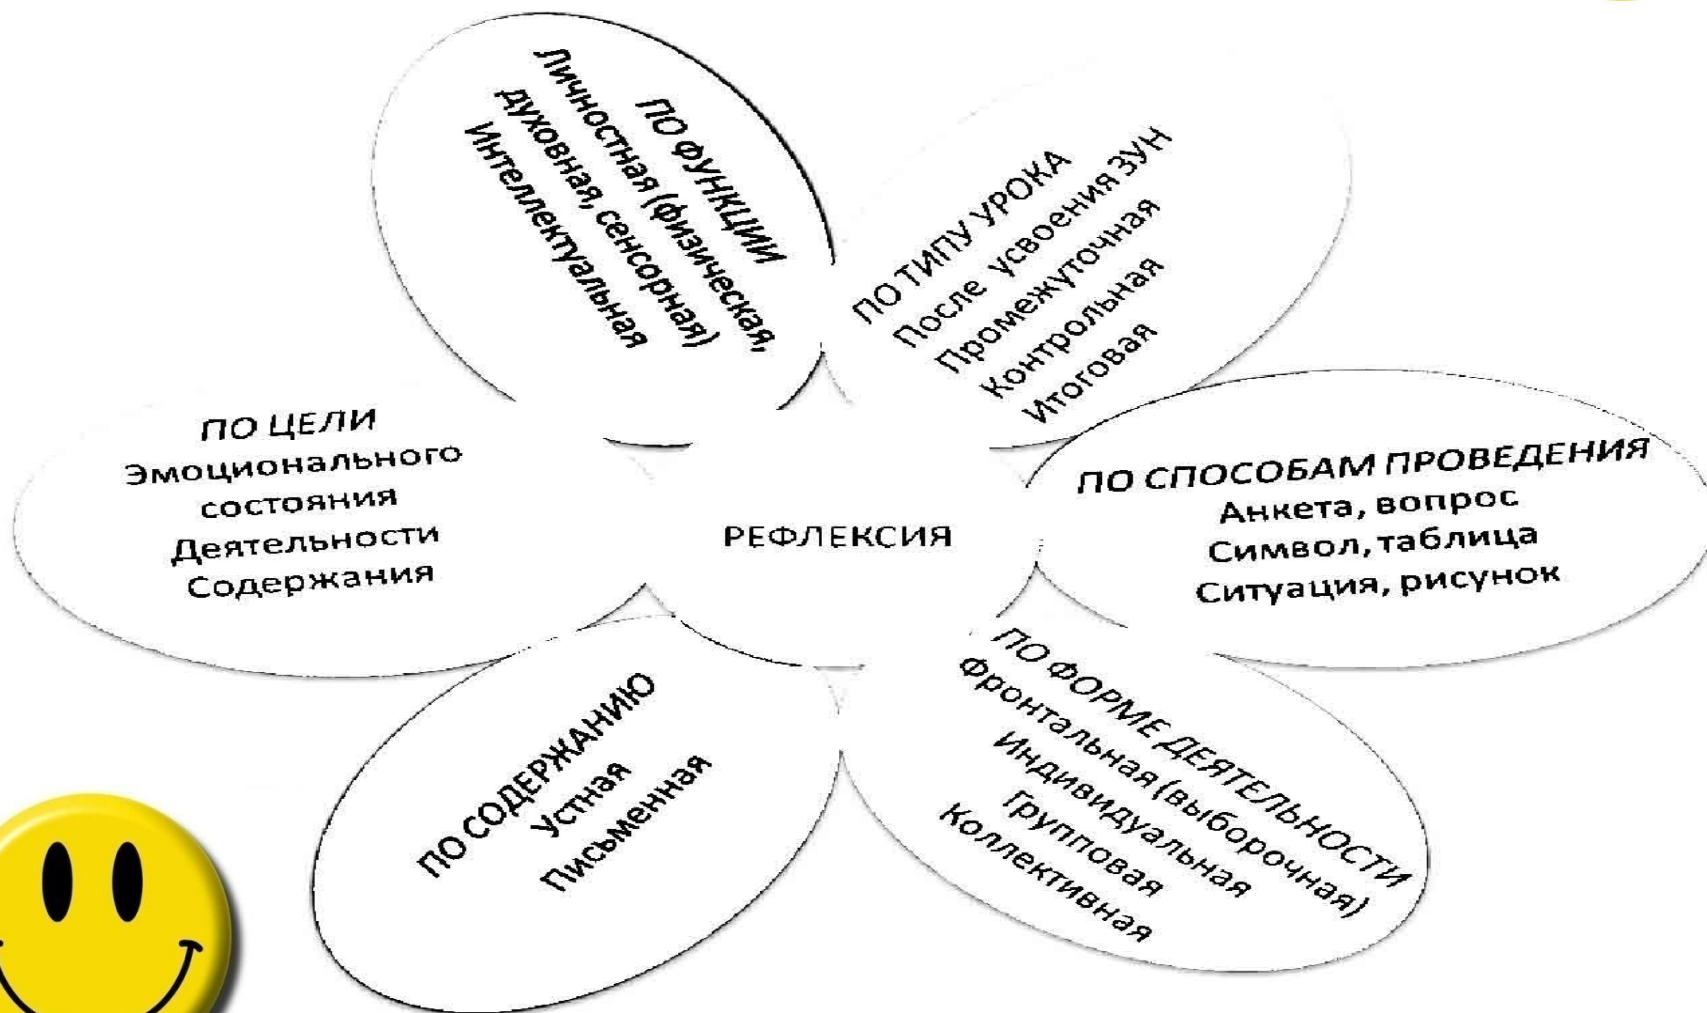 ПО ФУНКЦИИ
Личностная (физическая,
духовная, сенсорная)
Интеллектуальная
ПО ТИПУ УРОКА
После усвоения ЗУН
Промежуточная
Контрольная
Итоговая
ПО ЦЕЛИ
Эмоционального
состояния
Деятельности
Содержания
РЕФЛЕКСИЯ
ПО СПОСОБАМ ПРОВЕДЕНИЯ
Анкета, вопрос
Символ, таблица
Ситуация, рисунок
ПО СОДЕРЖАНИЮ
Устная
Письменная
ПО ФОРМЕ ДЕЯТЕЛЬНОСТИ
Фронтальная (выборочная)
Индивидуальная
Групповая
Коллективная